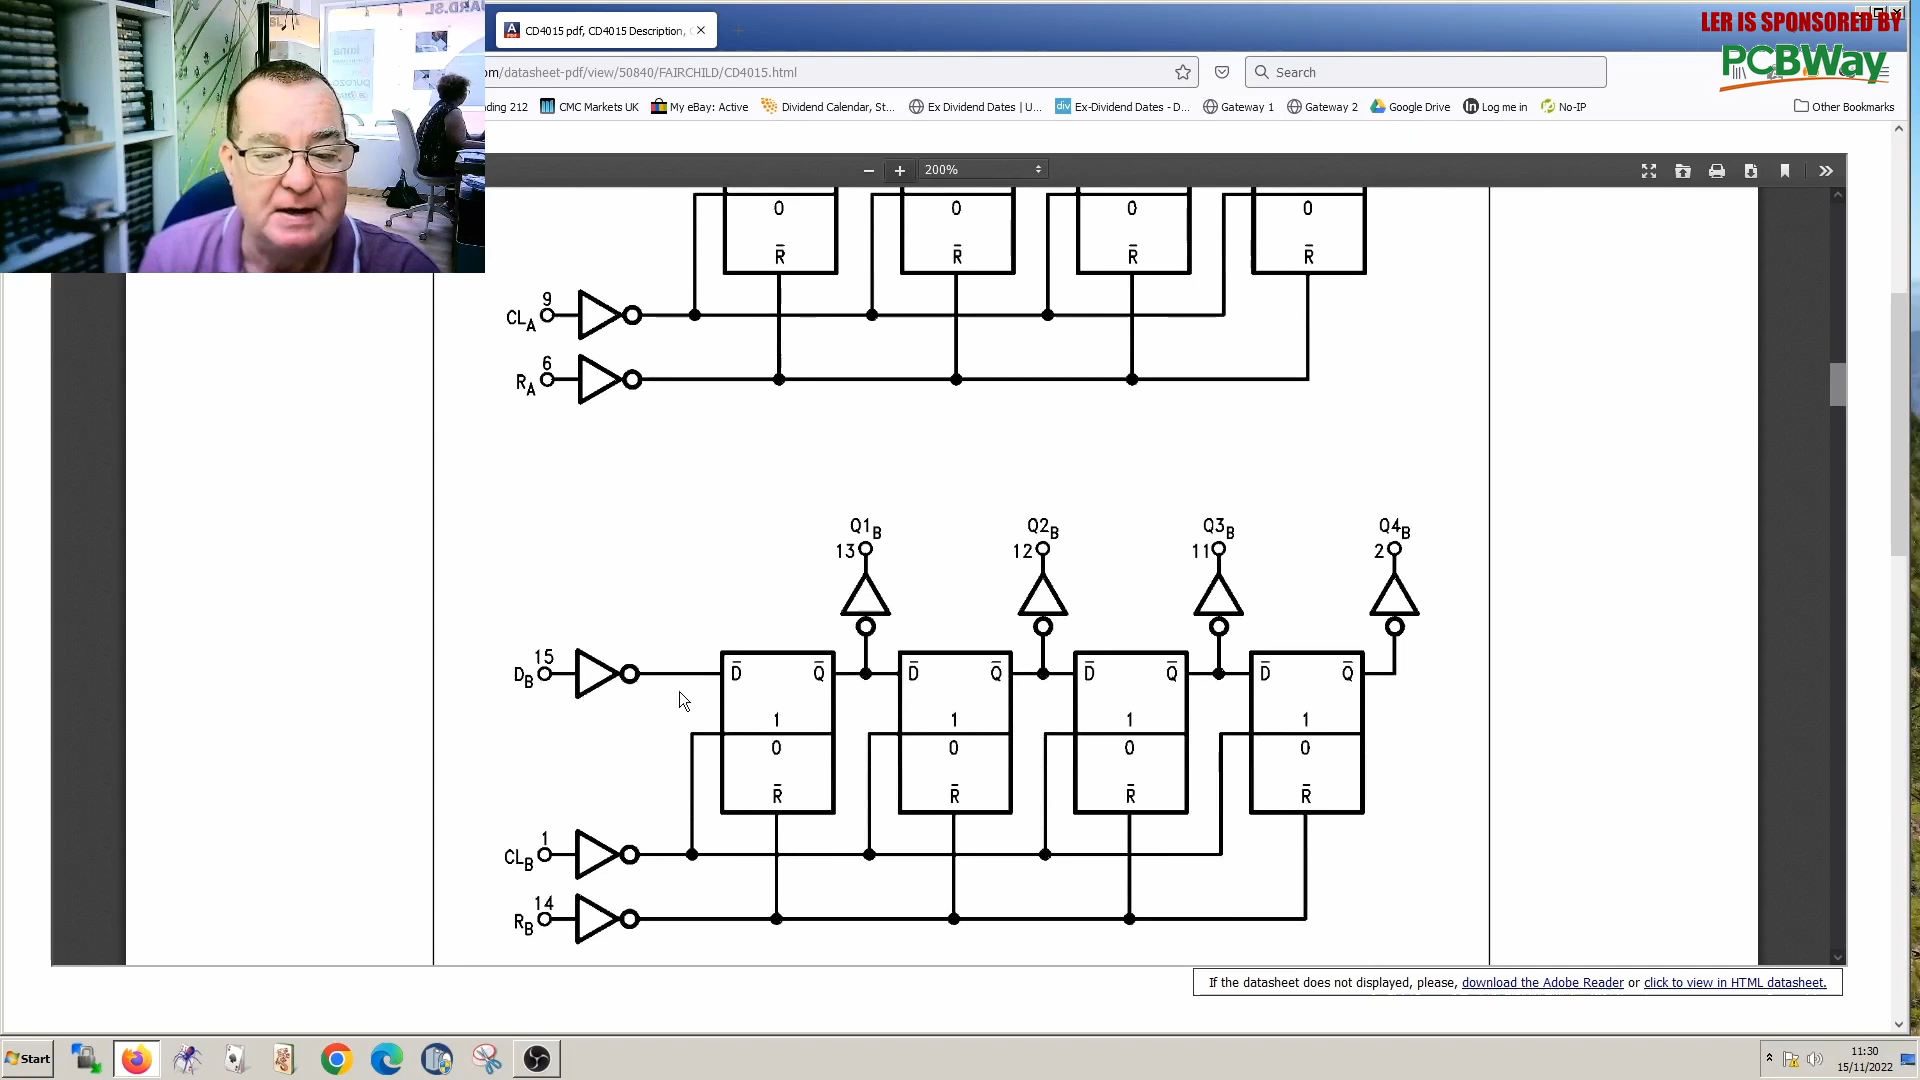 CD4015 pdf, CD4015 Description,
LER IS SPONSORED BY
PCBWay
m/datasheet-pdf/view/50840/FAIRCHILD/CD4015.html
Search
ding 212
CMC Markets UK
My eBay: Active
Dividend Calendar, St...
Ex Dividend Dates | U...
div
Ex-Dividend Dates - D...
Gateway 1
Gateway 2
Google Drive
Log me in
No-IP
Other Bookmarks
200%
0 0 0 0
R̅ R̅ R̅ R̅
9
CLA
6
RA
Q1B Q2B Q3B Q4B
13 12 11 2
15
DB
D̅ Q̅ D̅ Q̅ D̅ Q̅ D̅ Q̅
1 1 1 1
0 0 0 0
R̅ R̅ R̅ R̅
1
CLB
14
RB
If the datasheet does not display, please, download the Adobe Reader or click to view in HTML datasheet.
Start
11:30
15/11/2022